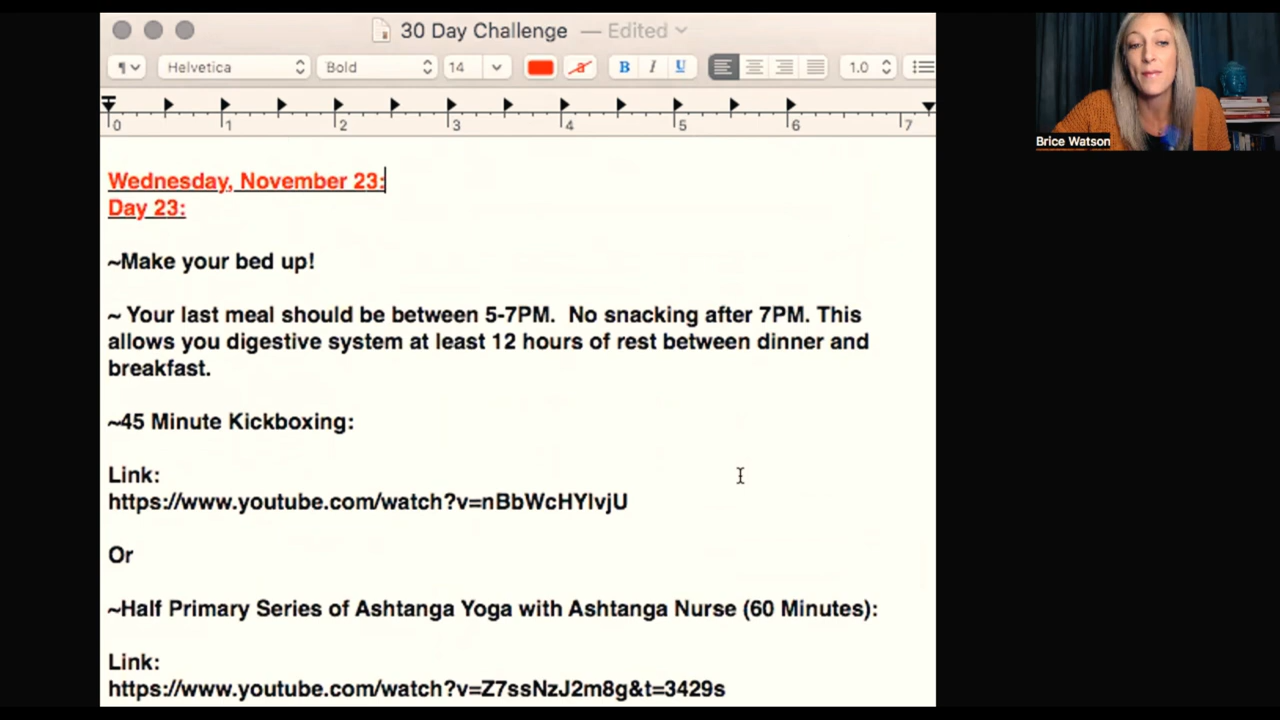 30 Day Challenge — Edited
Helvetica Bold 14 B I U 1.0
0 1 2 3 4 5 6 7
Brice Watson
Wednesday, November 23:
Day 23:
~Make your bed up!
~ Your last meal should be between 5-7PM. No snacking after 7PM. This
allows you digestive system at least 12 hours of rest between dinner and
breakfast.
~45 Minute Kickboxing:
Link:
https://www.youtube.com/watch?v=nBbWcHYlvjU
Or
~Half Primary Series of Ashtanga Yoga with Ashtanga Nurse (60 Minutes):
Link:
https://www.youtube.com/watch?v=Z7ssNzJ2m8g&t=3429s